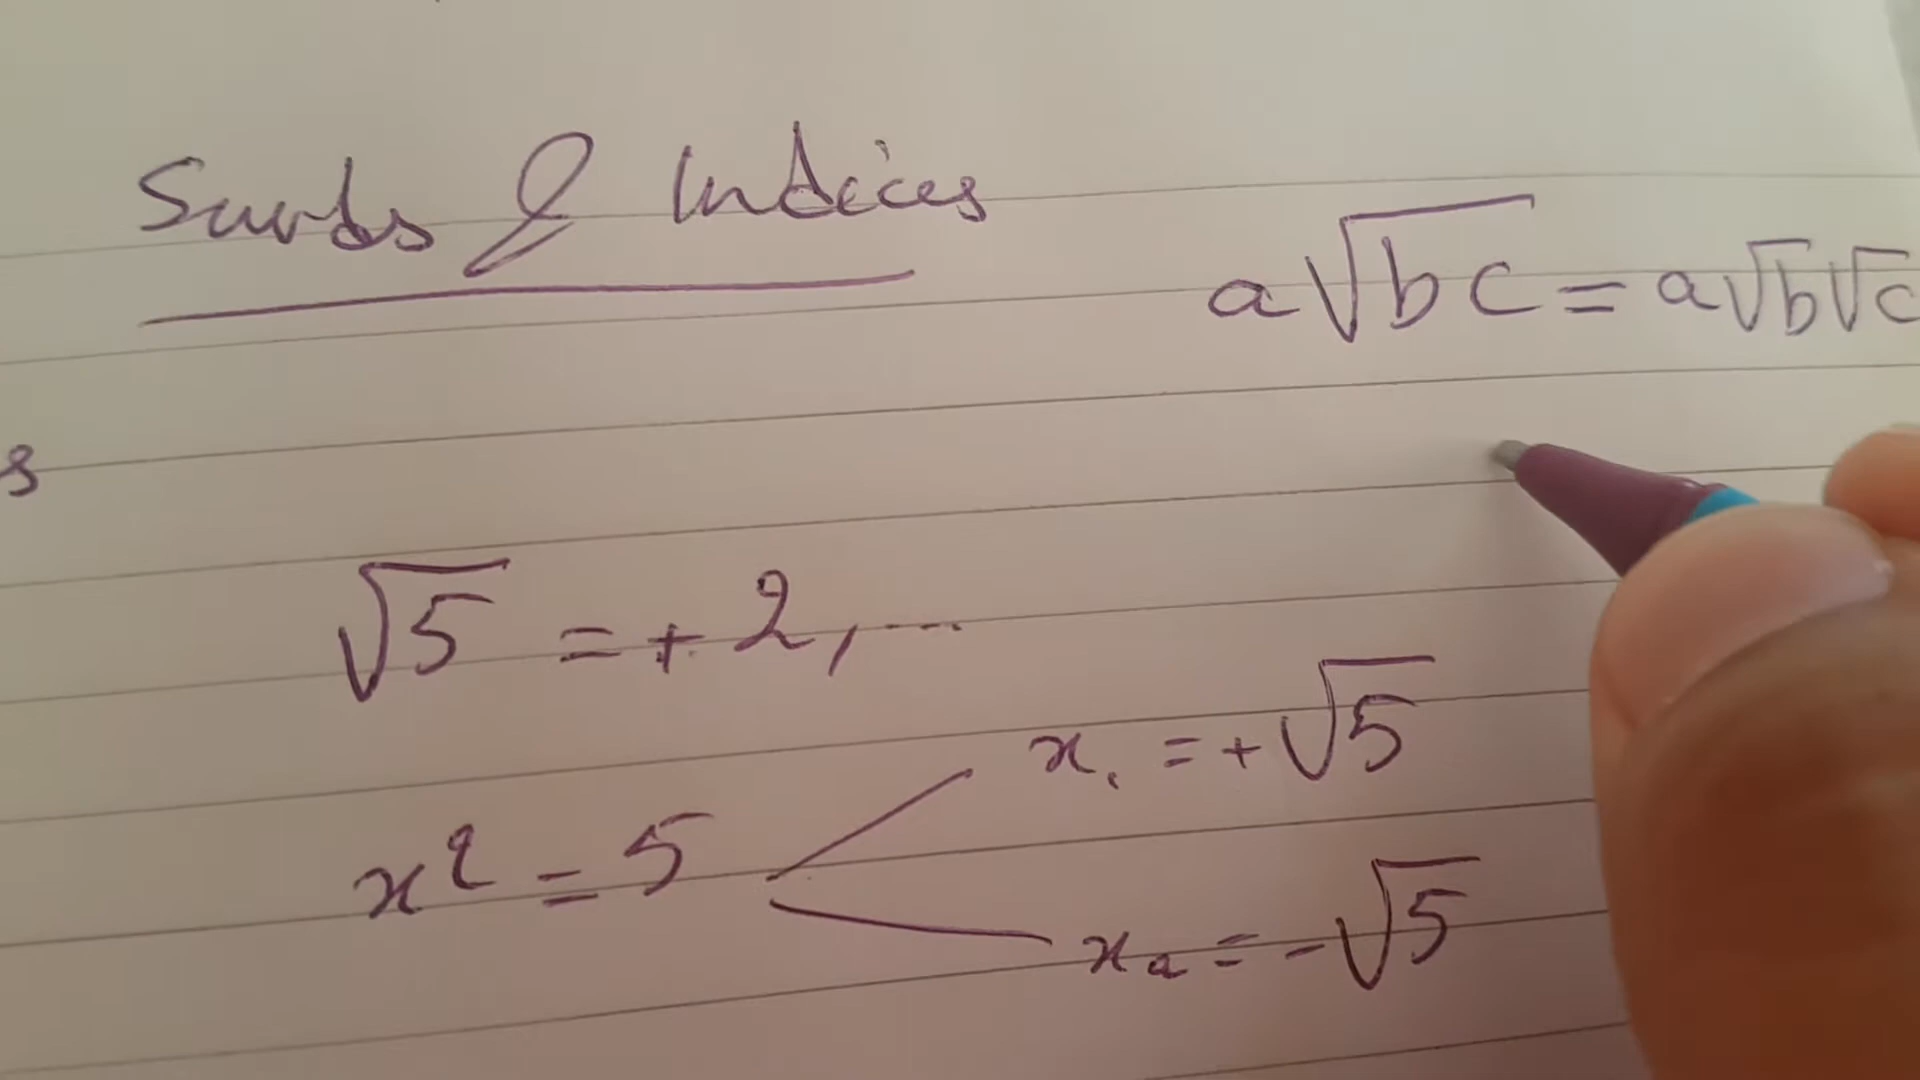 Surds & Indices
a√bc = a√b√c
s
√5 = + 2, ...
x² = 5
x₁ = + √5
x₂ = - √5